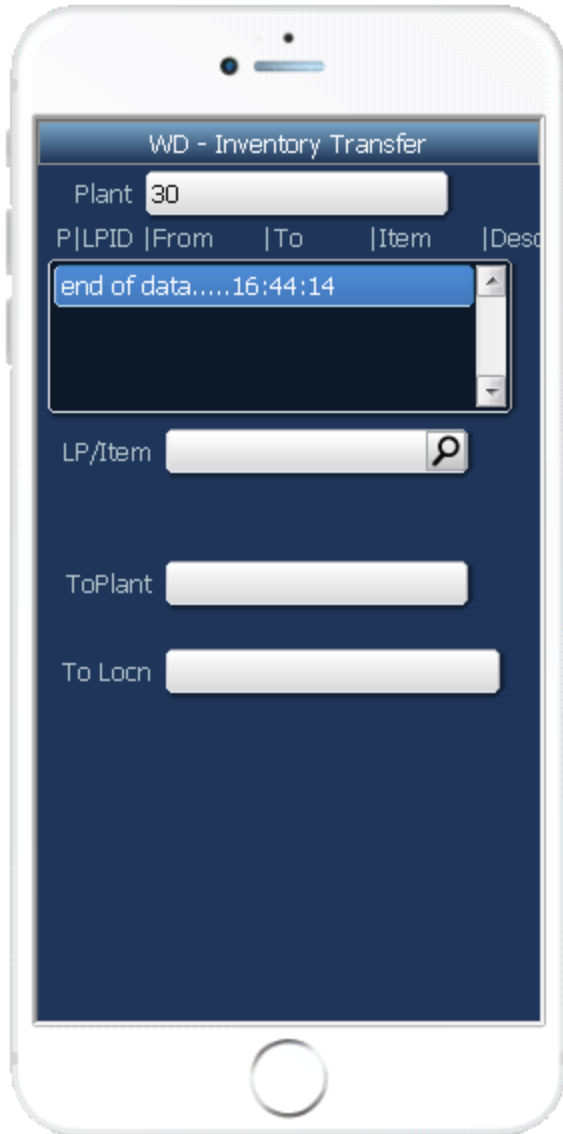 WD - Inventory Transfer
Plant 30
P|LPID |From |To |Item |Desc
end of data.....16:44:14
LP/Item
ToPlant
To Locn